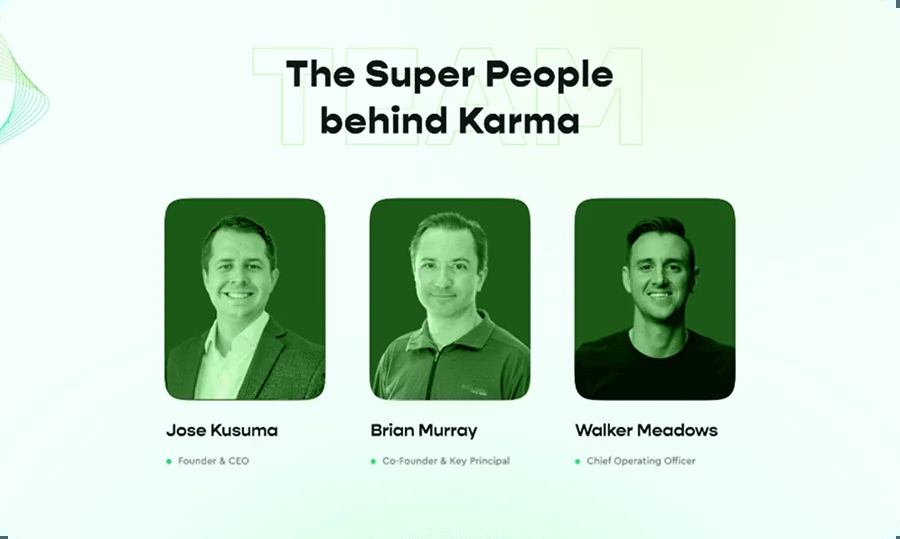 TEAM
The Super People
behind Karma
Jose Kusuma
Founder & CEO
Brian Murray
Co-Founder & Key Principal
Walker Meadows
Chief Operating Officer